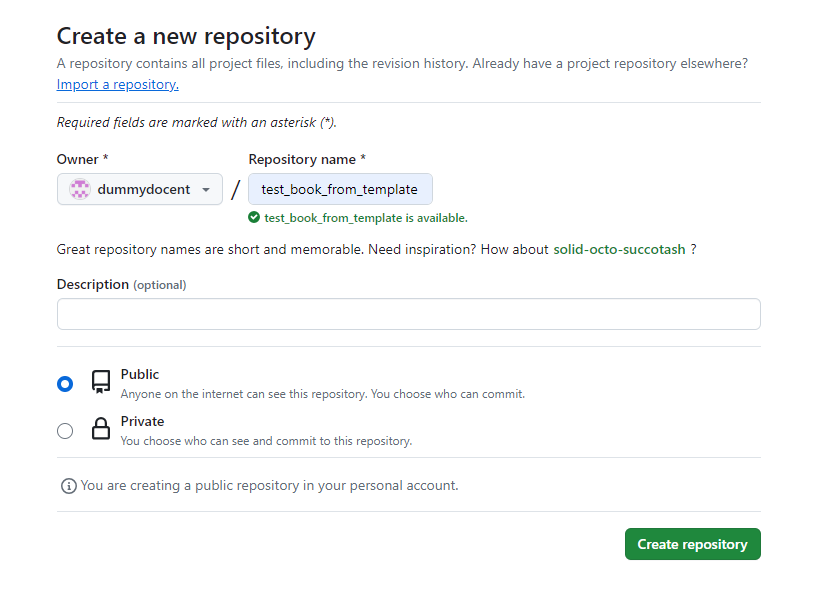 Create a new repository
A repository contains all project files, including the revision history. Already have a project repository elsewhere?
Import a repository.
Required fields are marked with an asterisk (*).
Owner *
Repository name *
dummydocent
/
test_book_from_template
test_book_from_template is available.
Great repository names are short and memorable. Need inspiration? How about solid-octo-succotash ?
Description (optional)
Public
Anyone on the internet can see this repository. You choose who can commit.
Private
You choose who can see and commit to this repository.
You are creating a public repository in your personal account.
Create repository